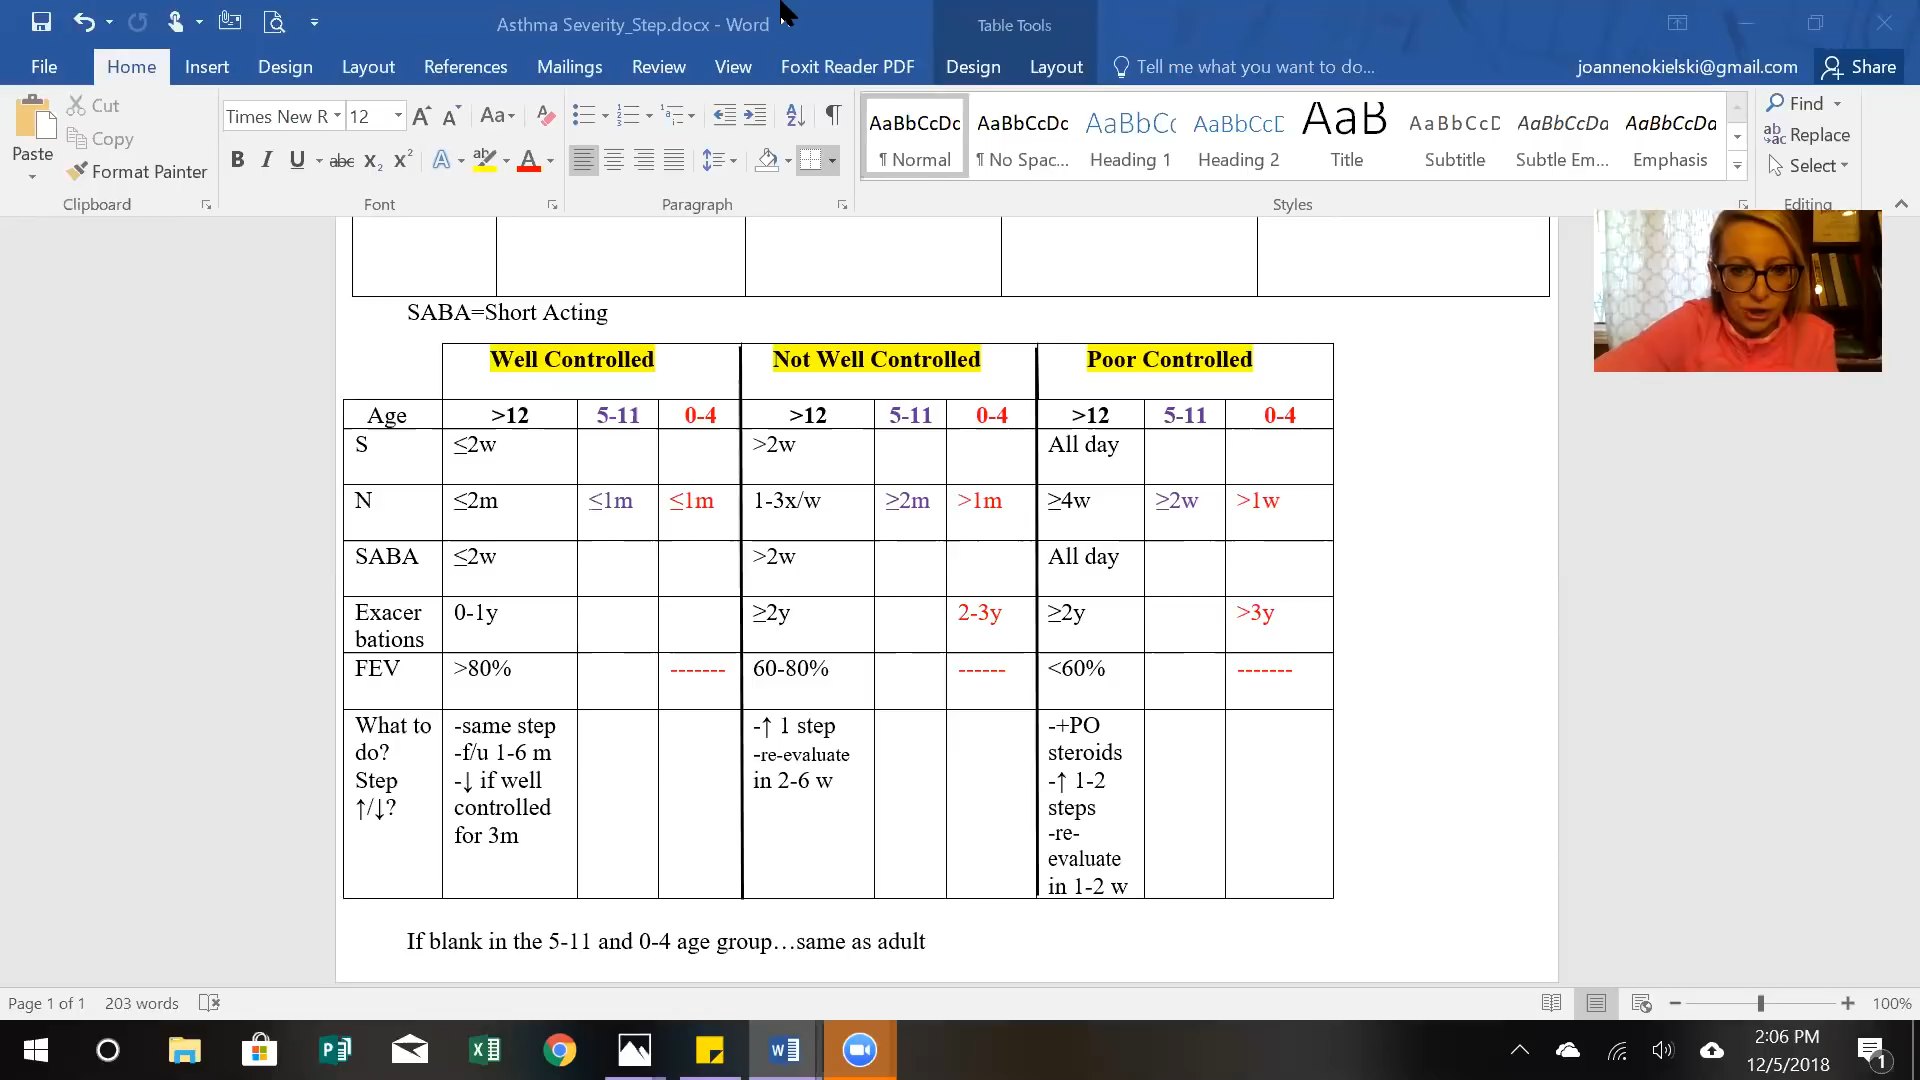 Asthma Severity_Step.docx - Word
Table Tools
File
Home
Insert
Design
Layout
References
Mailings
Review
View
Foxit Reader PDF
Design
Layout
Tell me what you want to do...
joannenokielski@gmail.com
Share
Paste
Cut
Copy
Format Painter
Clipboard
Times New R
12
Font
Paragraph
AaBbCcDc
¶ Normal
AaBbCcDc
¶ No Spac...
AaBbCc
Heading 1
AaBbCcD
Heading 2
AaB
Title
AaBbCcD
Subtitle
AaBbCcDa
Subtle Em...
AaBbCcDa
Emphasis
Styles
Find
Replace
Select
Editing
SABA=Short Acting
Well Controlled Not Well Controlled Poor Controlled
Age >12 5-11 0-4 >12 5-11 0-4 >12 5-11 0-4
S ≤2w >2w All day
N ≤2m ≤1m ≤1m 1-3x/w ≥2m >1m ≥4w ≥2w >1w
SABA ≤2w >2w All day
Exacer 0-1y ≥2y 2-3y ≥2y >3y
bations
FEV >80% ------- 60-80% ------ <60% -------
What to -same step -↑ 1 step -+PO
do? -f/u 1-6 m -re-evaluate steroids
Step -↓ if well in 2-6 w -↑ 1-2
↑/↓? controlled steps
for 3m -re-
evaluate
in 1-2 w
If blank in the 5-11 and 0-4 age group…same as adult
Page 1 of 1 203 words
100%
2:06 PM
12/5/2018
1